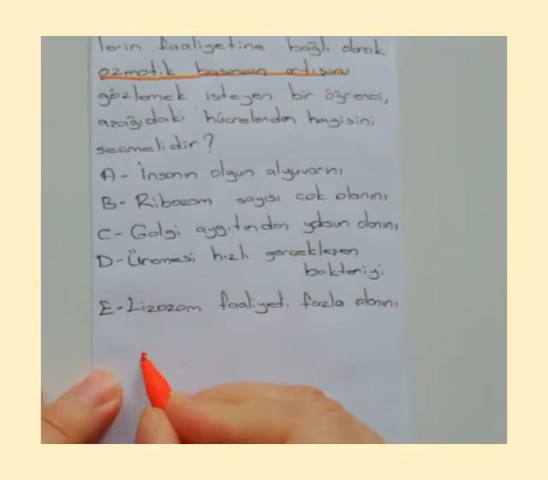 lerin faaliyetine bağlı olarak
ozmotik basıncın artışını
gözlemek isteyen bir öğrenci,
aşağıdaki hücrelerden hangisini
seçmelidir?
A- İnsanın olgun alyuvarını
B- Ribozom sayısı çok olanını
C- Golgi aygıtından yoksun olanını
D- Üremesi hızlı gerçekleşen
bakteriyi
E- Lizozom faaliyeti fazla olanını